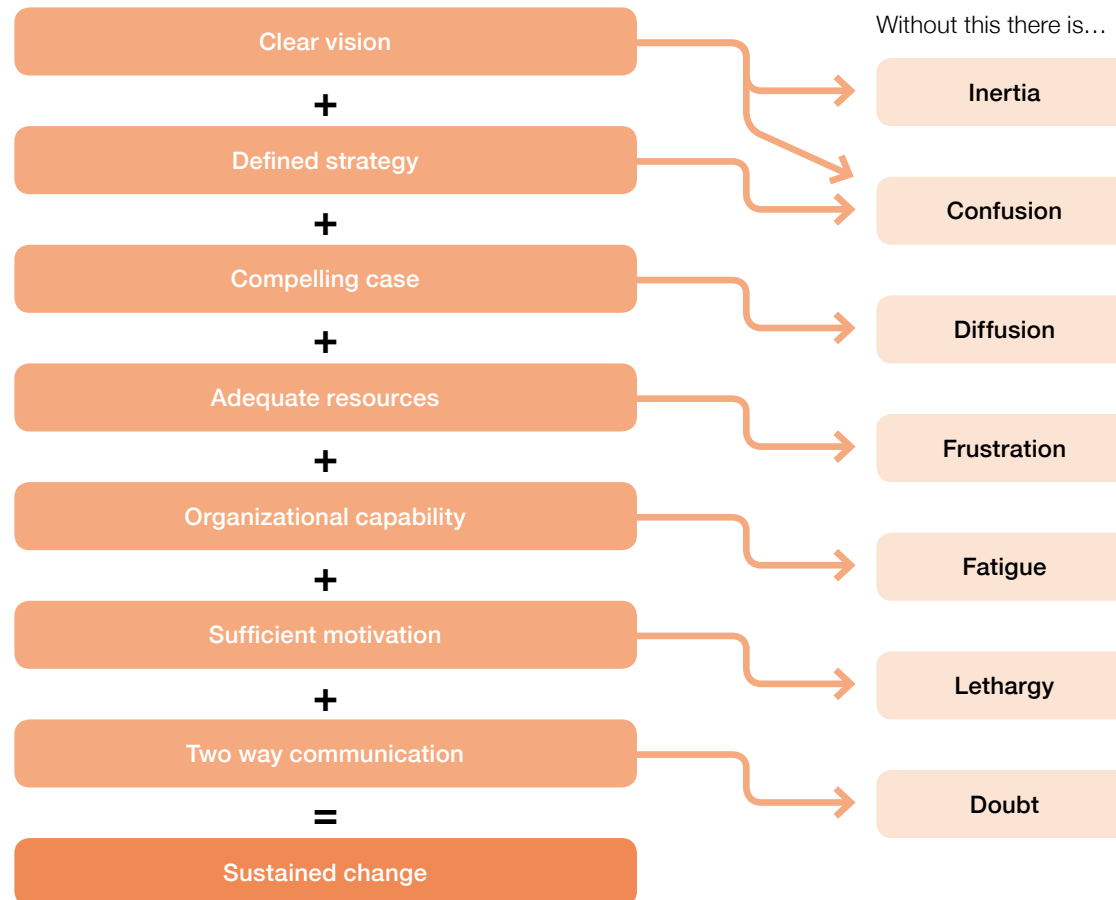 Without this there is…
Clear vision
Inertia
+
Defined strategy
Confusion
+
Compelling case
Diffusion
+
Adequate resources
Frustration
+
Organizational capability
Fatigue
+
Sufficient motivation
Lethargy
+
Two way communication
Doubt
=
Sustained change